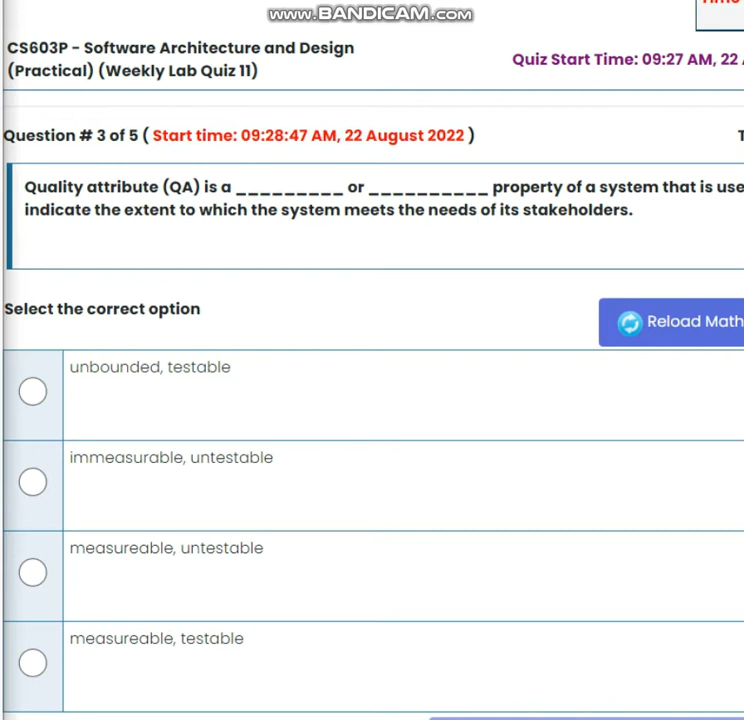 www.BANDICAM.com
CS603P - Software Architecture and Design
(Practical) (Weekly Lab Quiz 11)
Quiz Start Time: 09:27 AM, 22
Question # 3 of 5 ( Start time: 09:28:47 AM, 22 August 2022 )
Quality attribute (QA) is a _________ or __________ property of a system that is use
indicate the extent to which the system meets the needs of its stakeholders.
Select the correct option
Reload Math
unbounded, testable
immeasurable, untestable
measureable, untestable
measureable, testable